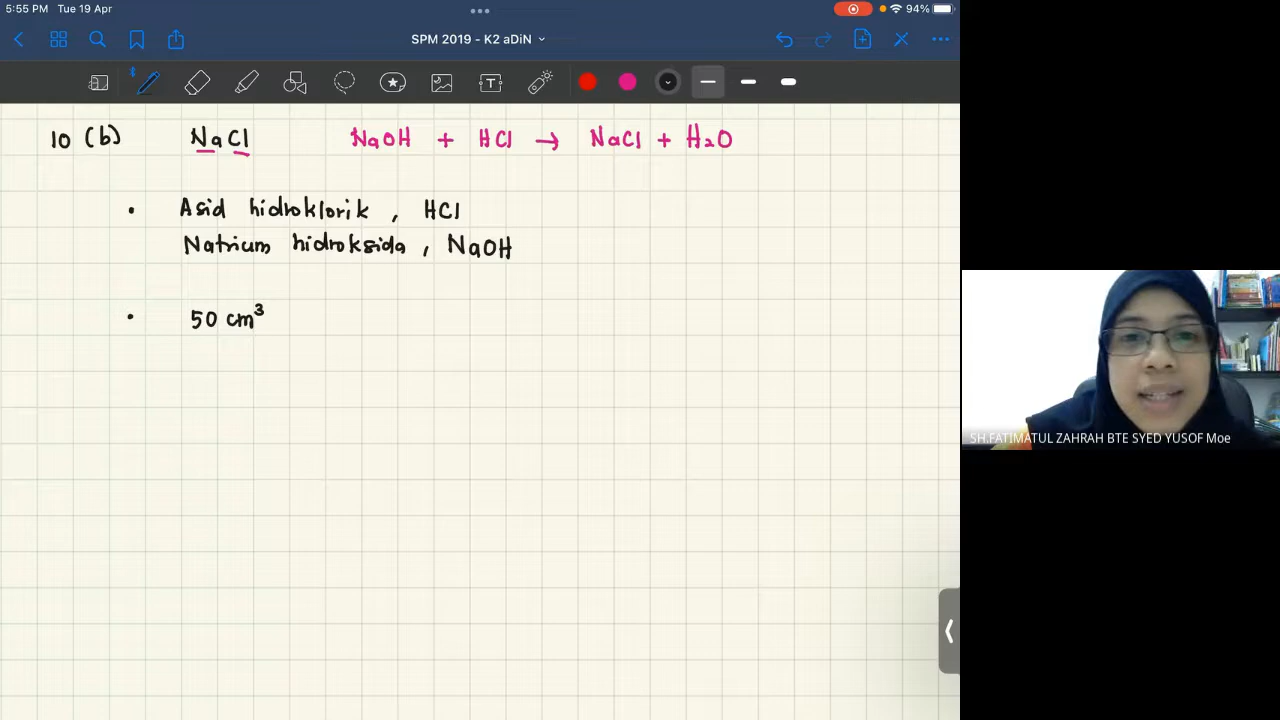 5:55 PM Tue 19 Apr
94%
SPM 2019 - K2 aDiN
T
10 (b) NaCl NaOH + HCl → NaCl + H₂O
• Asid hidroklorik , HCl
Natrium hidroksida , NaOH
• 50 cm³
SH.FATIMATUL ZAHRAH BTE SYED YUSOF Moe